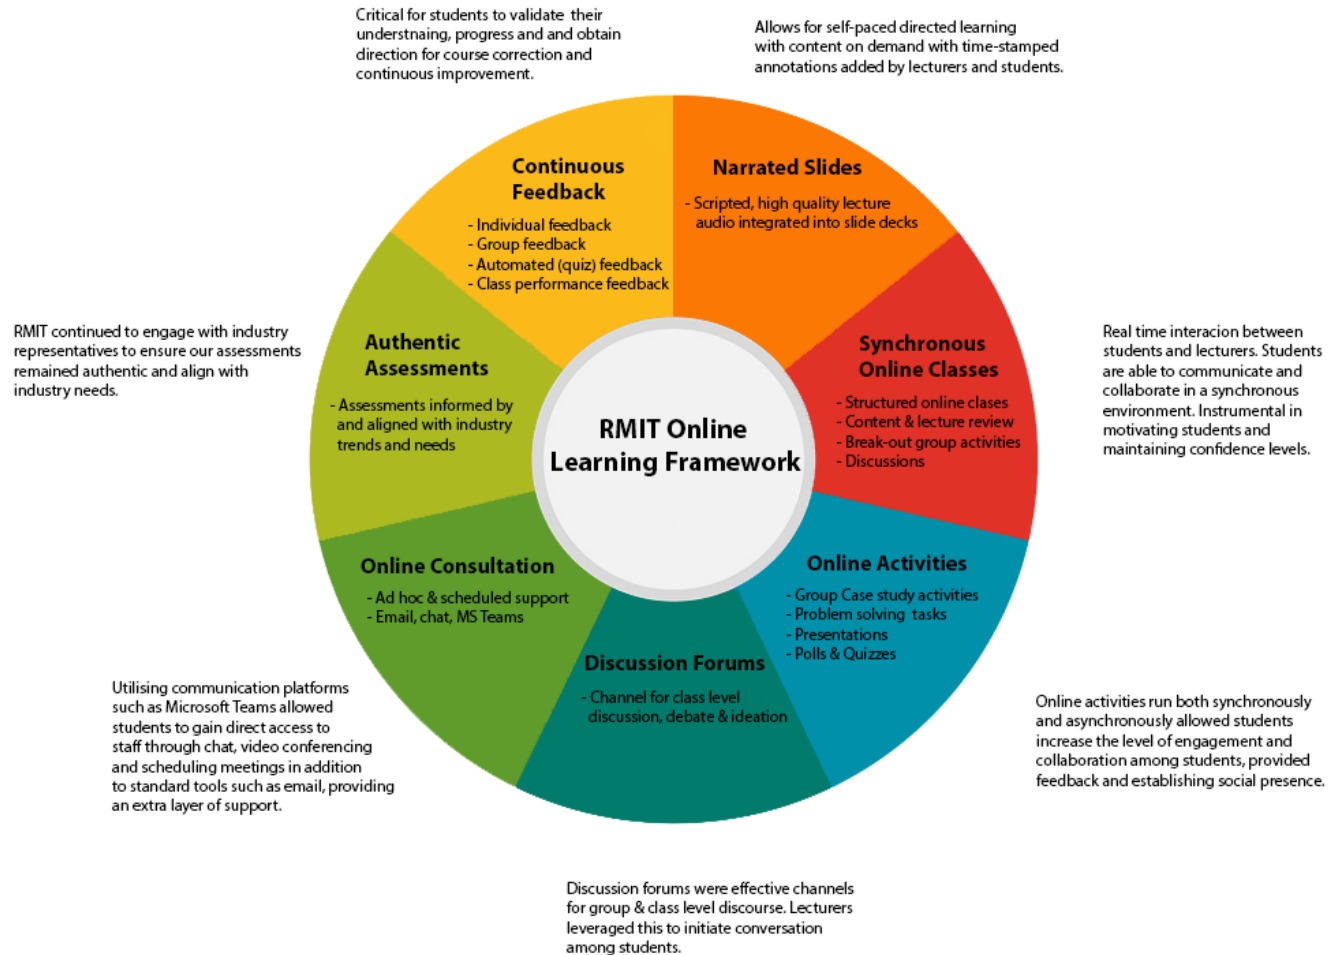 Critical for students to validate their
understnaing, progress and and obtain
direction for course correction and
continuous improvement.
Allows for self-paced directed learning
with content on demand with time-stamped
annotations added by lecturers and students.
Continuous
Feedback
- Individual feedback
- Group feedback
- Automated (quiz) feedback
- Class performance feedback
Narrated Slides
- Scripted, high quality lecture
audio integrated into slide decks
RMIT continued to engage with industry
representatives to ensure our assessments
remained authentic and align with
industry needs.
Authentic
Assessments
- Assessments informed by
and aligned with industry
trends and needs
RMIT Online
Learning Framework
Synchronous
Online Classes
- Structured online clases
- Content & lecture review
- Break-out group activities
- Discussions
Real time interacion between
students and lecturers. Students
are able to communicate and
collaborate in a synchronous
environment. Instrumental in
motivating students and
maintaining confidence levels.
Online Consultation
- Ad hoc & scheduled support
- Email, chat, MS Teams
Online Activities
- Group Case study activities
- Problem solving tasks
- Presentations
- Polls & Quizzes
Discussion Forums
- Channel for class level
discussion, debate & ideation
Utilising communication platforms
such as Microsoft Teams allowed
students to gain direct access to
staff through chat, video conferencing
and scheduling meetings in addition
to standard tools such as email, providing
an extra layer of support.
Online activities run both synchronously
and asynchronously allowed students
increase the level of engagement and
collaboration among students, provided
feedback and establishing social presence.
Discussion forums were effective channels
for group & class level discourse. Lecturers
leveraged this to initiate conversation
among students.